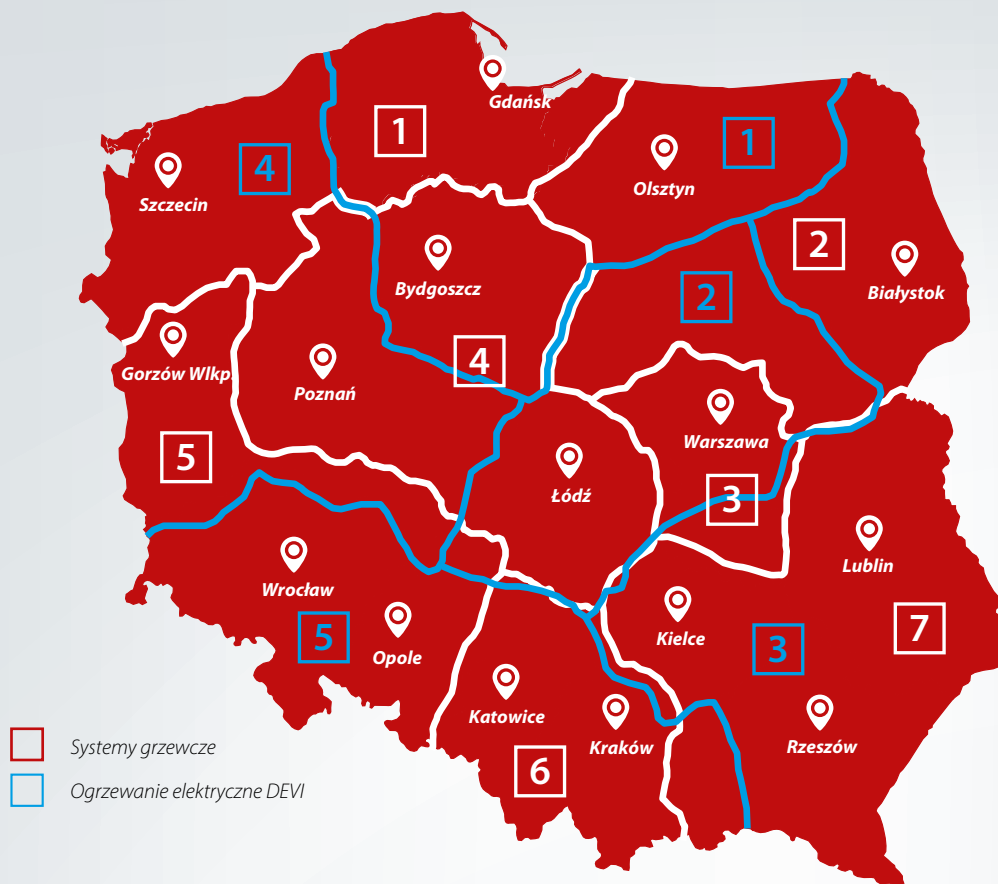 Gdańsk
1
1
4
Olsztyn
Szczecin
2
Bydgoszcz
2
Białystok
4
Gorzów Wlkp.
Poznań
Warszawa
5
Łódź
3
Wrocław
Lublin
5
Opole
Kielce
3
7
Katowice
Kraków
Rzeszów
6
Systemy grzewcze
Ogrzewanie elektryczne DEVI